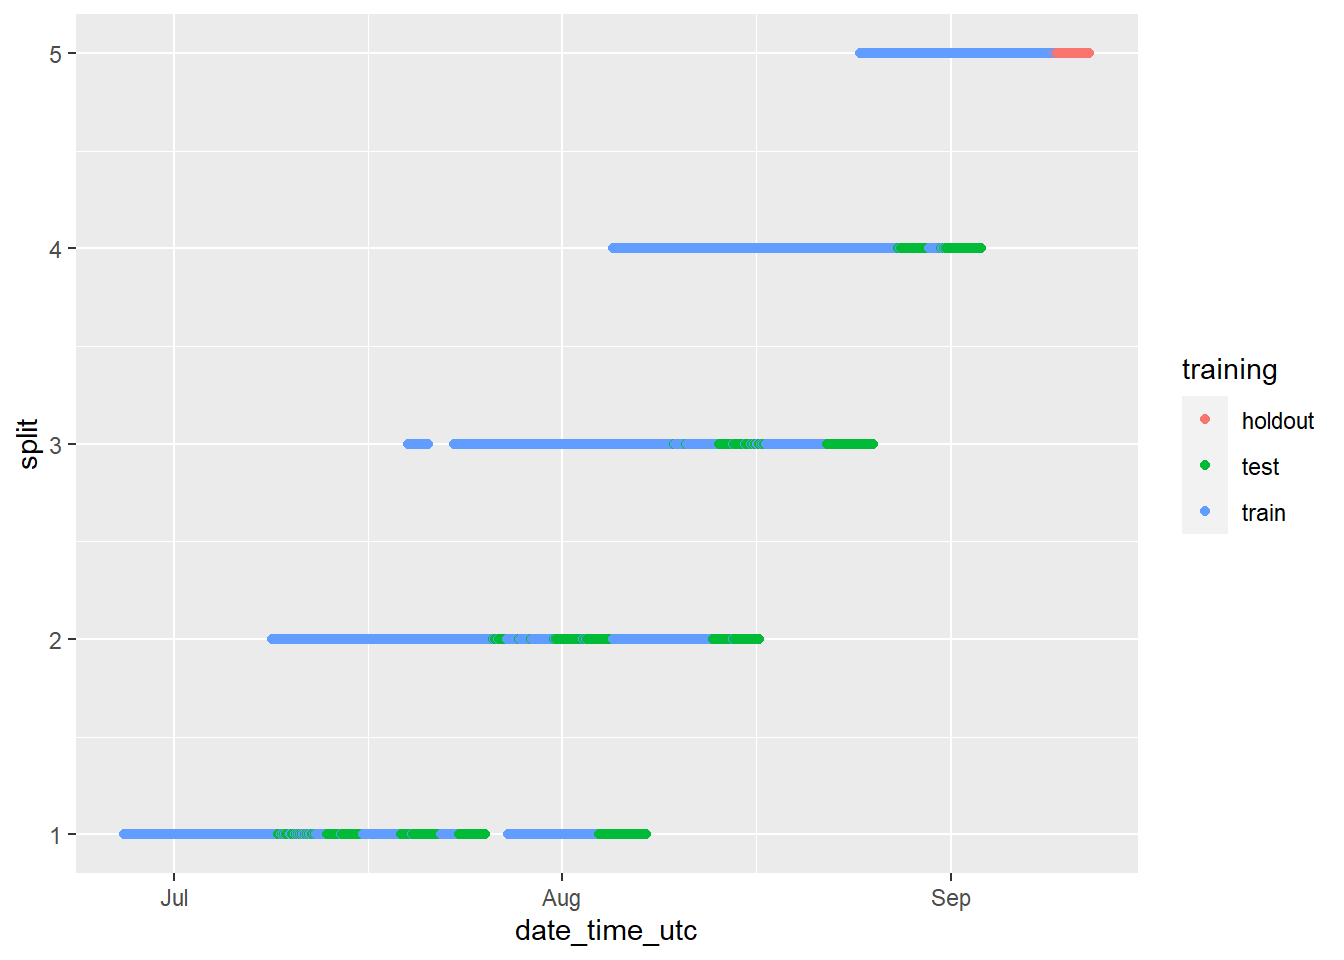 5
4
3
2
1
split
Jul
Aug
Sep
date_time_utc
training
holdout
test
train